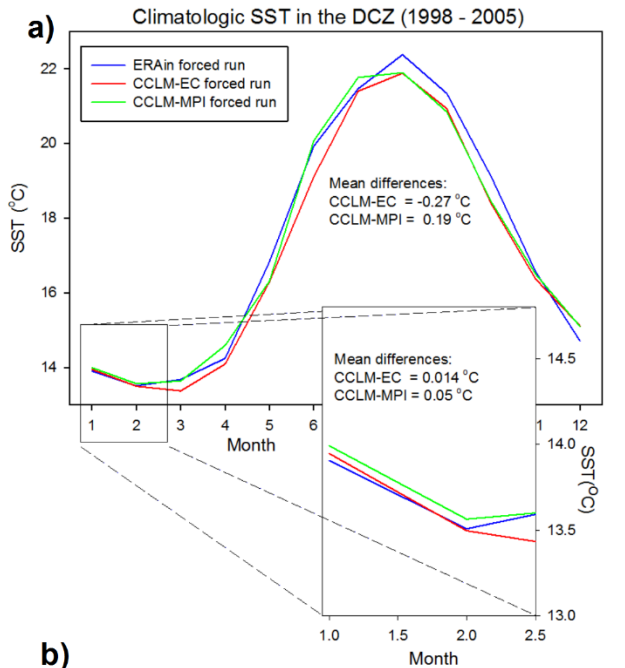 Climatologic SST in the DCZ (1998 - 2005)
a)
ERAin forced run
CCLM-EC forced run
CCLM-MPI forced run
22
20
18
16
14
SST (°C)
Mean differences:
CCLM-EC = -0.27 °C
CCLM-MPI = 0.19 °C
1 2 3 4 5 6 1 12
Month
Mean differences:
CCLM-EC = 0.014 °C
CCLM-MPI = 0.05 °C
14.5
14.0
13.5
13.0
SST(°C)
1.0 1.5 2.0 2.5
Month
b)